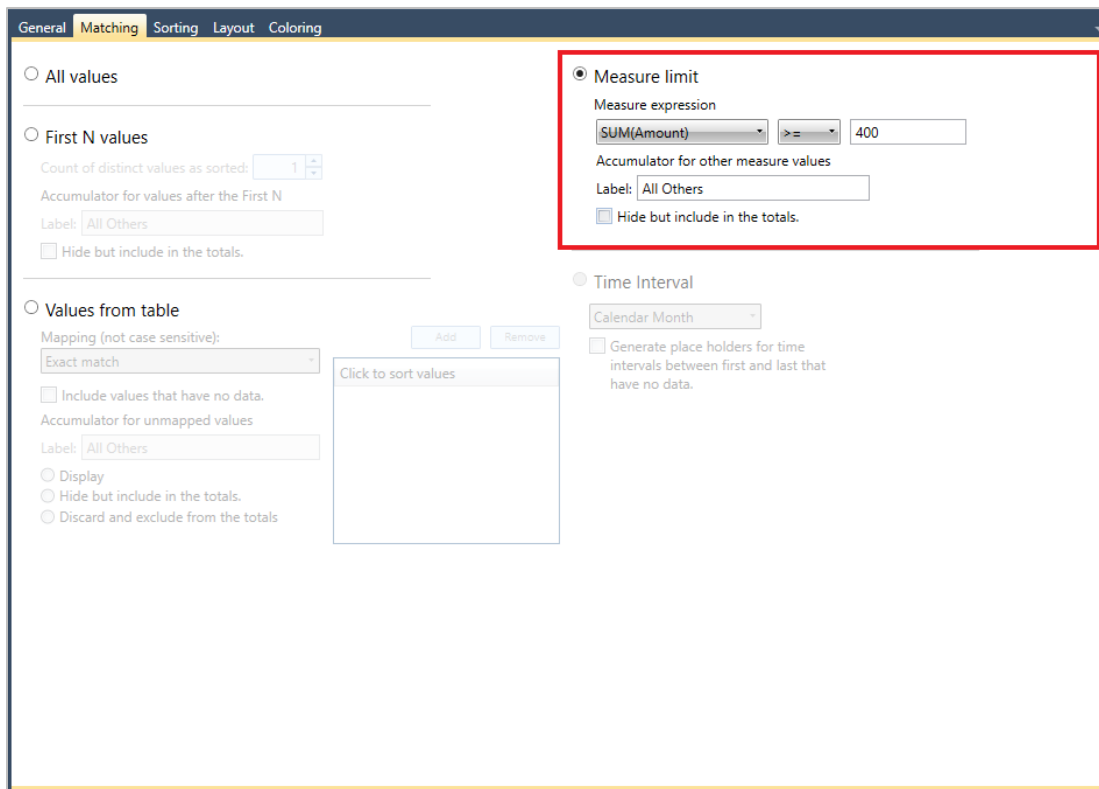 General Matching Sorting Layout Coloring
All values
First N values
Count of distinct values as sorted: 1
Accumulator for values after the First N
Label: All Others
Hide but include in the totals.
Values from table
Mapping (not case sensitive):
Add Remove
Exact match
Click to sort values
Include values that have no data.
Accumulator for unmapped values
Label: All Others
Display
Hide but include in the totals.
Discard and exclude from the totals
Measure limit
Measure expression
SUM(Amount) >= 400
Accumulator for other measure values
Label: All Others
Hide but include in the totals.
Time Interval
Calendar Month
Generate place holders for time
intervals between first and last that
have no data.